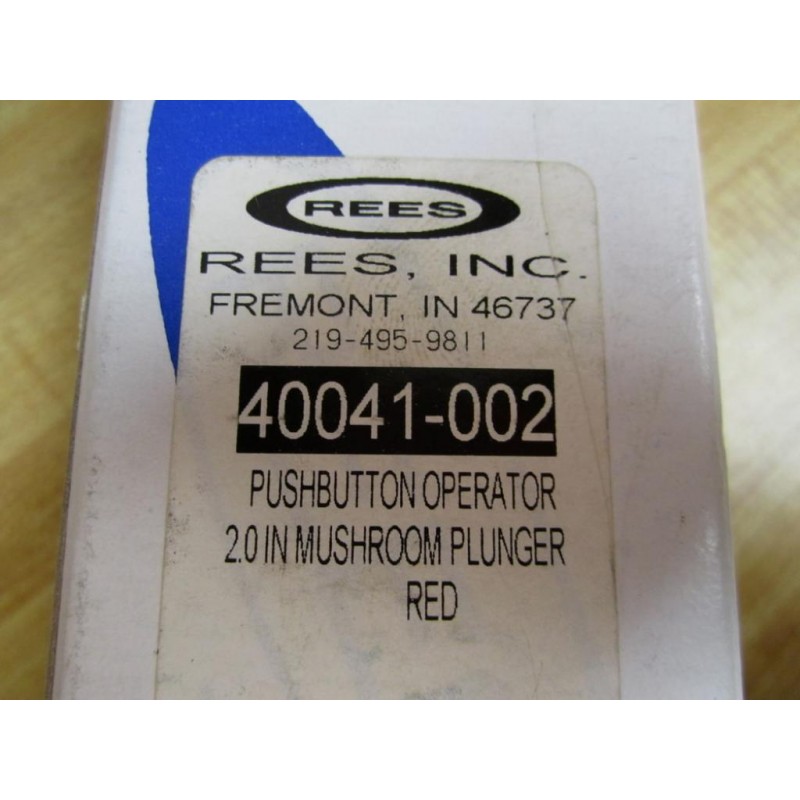 REES
REES, INC.
FREMONT, IN 46737
219-495-9811
40041-002
PUSHBUTTON OPERATOR
2.0 IN MUSHROOM PLUNGER
RED